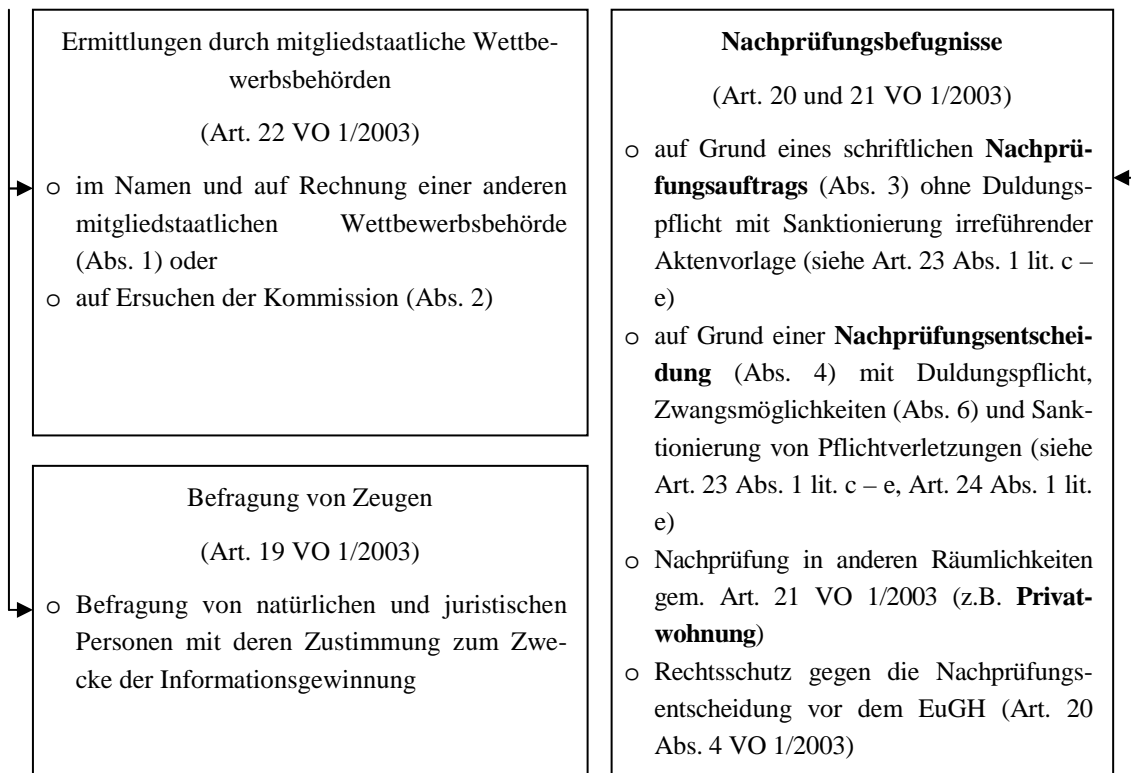 Ermittlungen durch mitgliedstaatliche Wettbe-
werbsbehörden
(Art. 22 VO 1/2003)
o im Namen und auf Rechnung einer anderen
mitgliedstaatlichen Wettbewerbsbehörde
(Abs. 1) oder
o auf Ersuchen der Kommission (Abs. 2)
Befragung von Zeugen
(Art. 19 VO 1/2003)
o Befragung von natürlichen und juristischen
Personen mit deren Zustimmung zum Zwe-
cke der Informationsgewinnung
Nachprüfungsbefugnisse
(Art. 20 und 21 VO 1/2003)
o auf Grund eines schriftlichen Nachprü-
fungsauftrags (Abs. 3) ohne Duldungs-
pflicht mit Sanktionierung irreführender
Aktenvorlage (siehe Art. 23 Abs. 1 lit. c –
e)
o auf Grund einer Nachprüfungsentschei-
dung (Abs. 4) mit Duldungspflicht,
Zwangsmöglichkeiten (Abs. 6) und Sank-
tionierung von Pflichtverletzungen (siehe
Art. 23 Abs. 1 lit. c – e, Art. 24 Abs. 1 lit.
e)
o Nachprüfung in anderen Räumlichkeiten
gem. Art. 21 VO 1/2003 (z.B. Privat-
wohnung)
o Rechtsschutz gegen die Nachprüfungs-
entscheidung vor dem EuGH (Art. 20
Abs. 4 VO 1/2003)